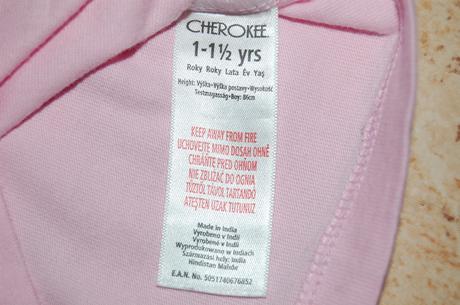 CHEROKEE
1-1½ yrs
Roky Roky Lata Év Yaş
Height: Výška•Výška postavy•Wysokość
Testmagasság•Boy: 86cm
KEEP AWAY FROM FIRE
UCHOVEJTE MIMO DOSAH OHNĚ
CHRÁŇTE PRED OHŇOM
NIE ZBLIŻAĆ DO OGNIA
TŰZTŐL TÁVOL TARTANDÓ
ATEŞTEN UZAK TUTUNUZ
Made in India
Vyrobeno v Indii
Vyrobené v Indii
Wyprodukowano w Indiach
Származási hely: India
Hindistan Malıdır
E.A.N. No. 5051740676852